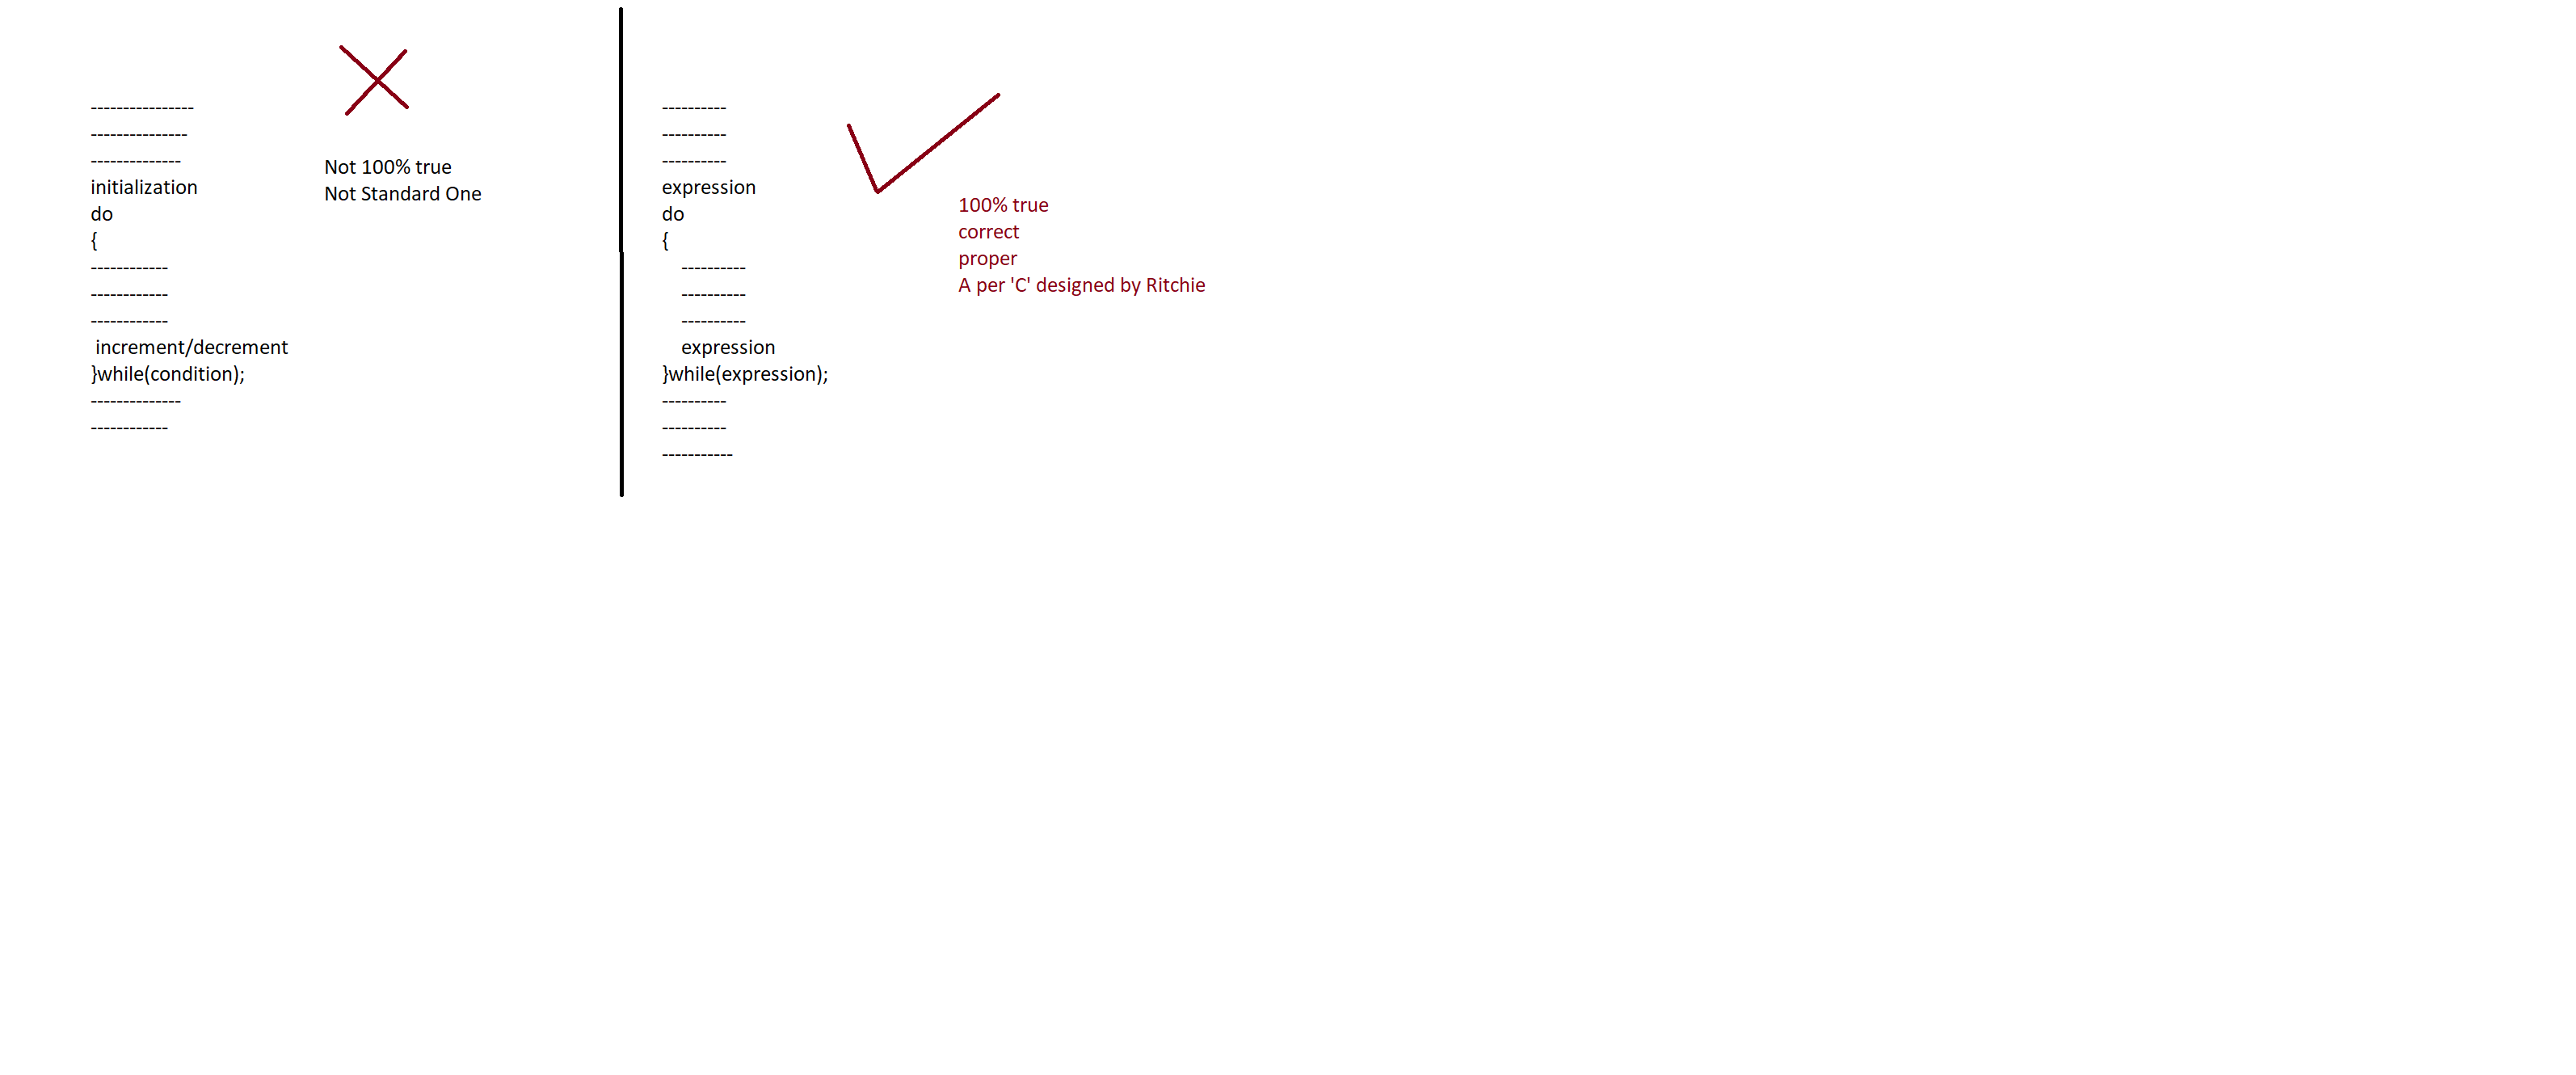 ----------------
---------------
--------------
initialization
do
{
------------
------------
------------
increment/decrement
}while(condition);
--------------
------------
Not 100% true
Not Standard One
----------
----------
----------
expression
do
{
----------
----------
----------
expression
}while(expression);
----------
----------
-----------
100% true
correct
proper
A per 'C' designed by Ritchie